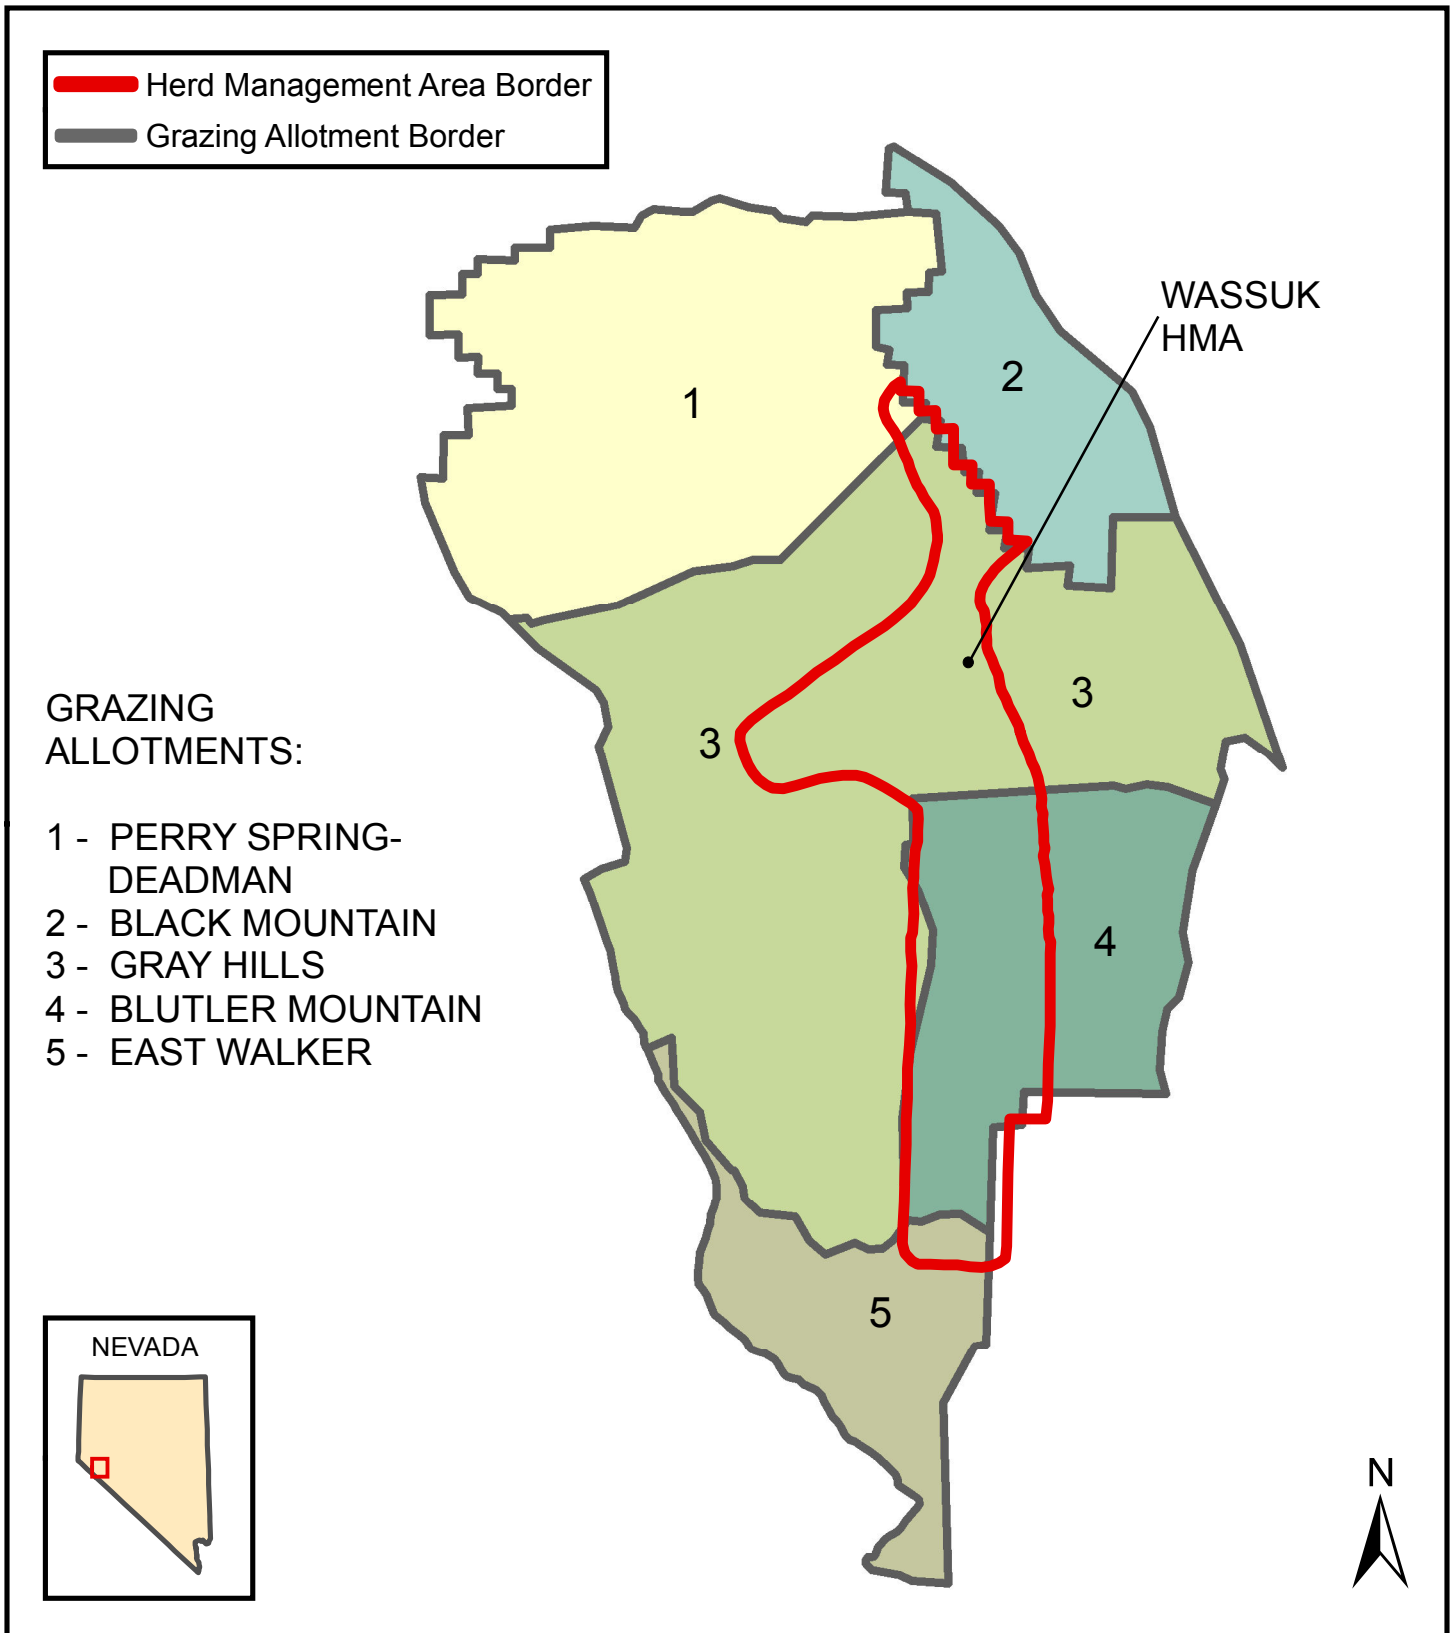 Herd Management Area Border
Grazing Allotment Border
WASSUK
HMA
1
2
3
3
4
5
GRAZING
ALLOTMENTS:
1 - PERRY SPRING-
DEADMAN
2 - BLACK MOUNTAIN
3 - GRAY HILLS
4 - BLUTLER MOUNTAIN
5 - EAST WALKER
NEVADA
N